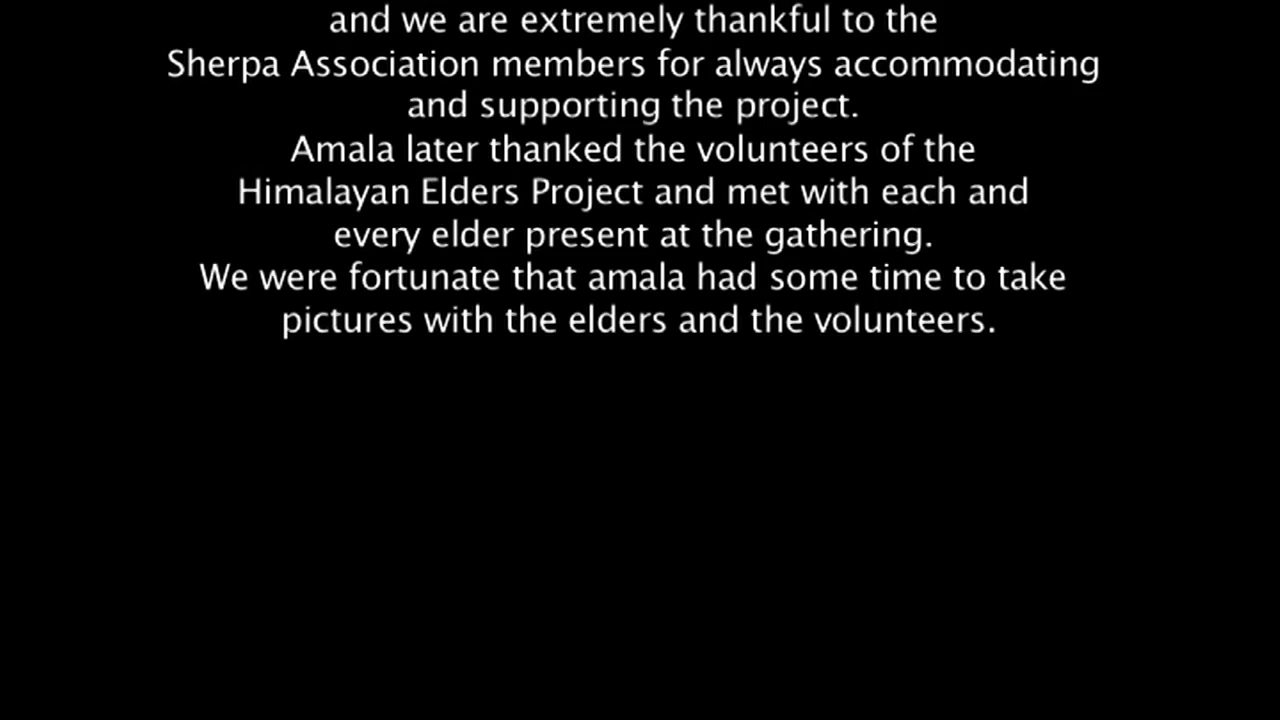 and we are extremely thankful to the
Sherpa Association members for always accommodating
and supporting the project.
Amala later thanked the volunteers of the
Himalayan Elders Project and met with each and
every elder present at the gathering.
We were fortunate that amala had some time to take
pictures with the elders and the volunteers.